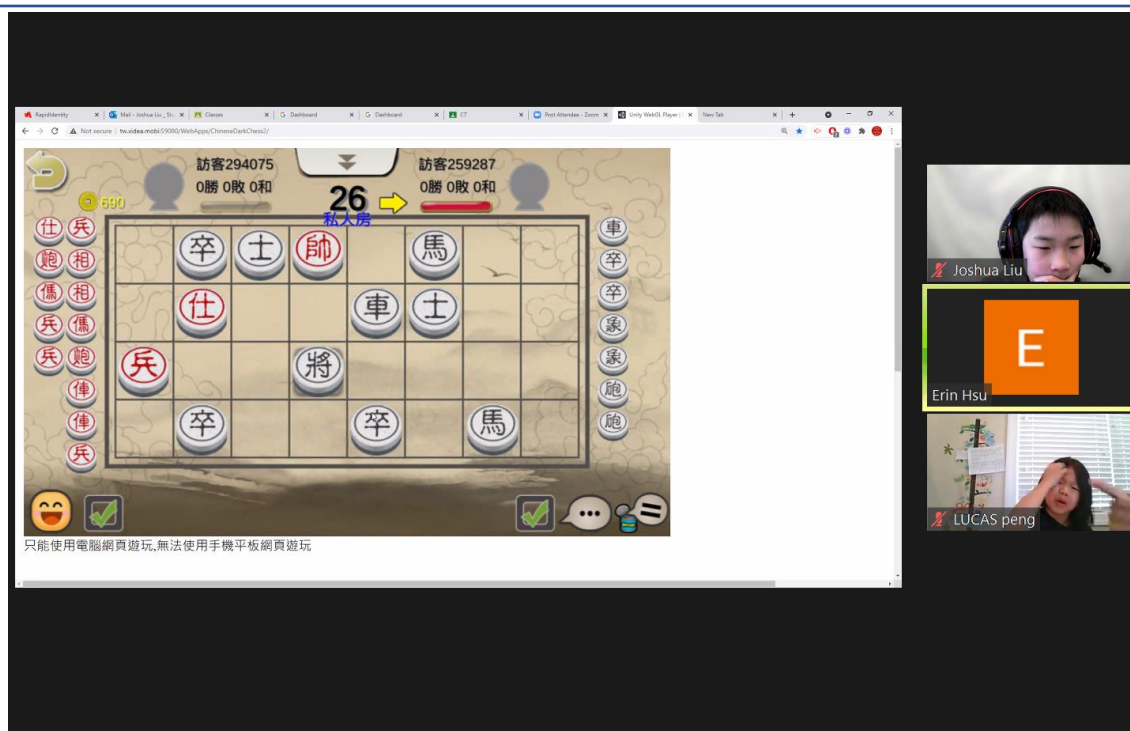 RapidIdentity
Mail - Joshua Liu _ Stu
Classes
Dashboard
Dashboard
C7
Post Attendee - Zoom
Unity WebGL Player |
New Tab
Not secure | tw.xidea.mobi:59080/WebApps/ChineseDarkChess2/
訪客294075
訪客259287
0勝 0敗 0和
26
0勝 0敗 0和
690
私人房
仕 兵
車
卒 士 帥 馬
炮 相
卒
傌 相
卒
仕 車 士
兵 傌
象
兵 炮
象
兵 將
俥
砲
俥
砲
卒 卒 馬
兵
只能使用電腦網頁遊玩,無法使用手機平板網頁遊玩
Joshua Liu
E
Erin Hsu
LUCAS peng